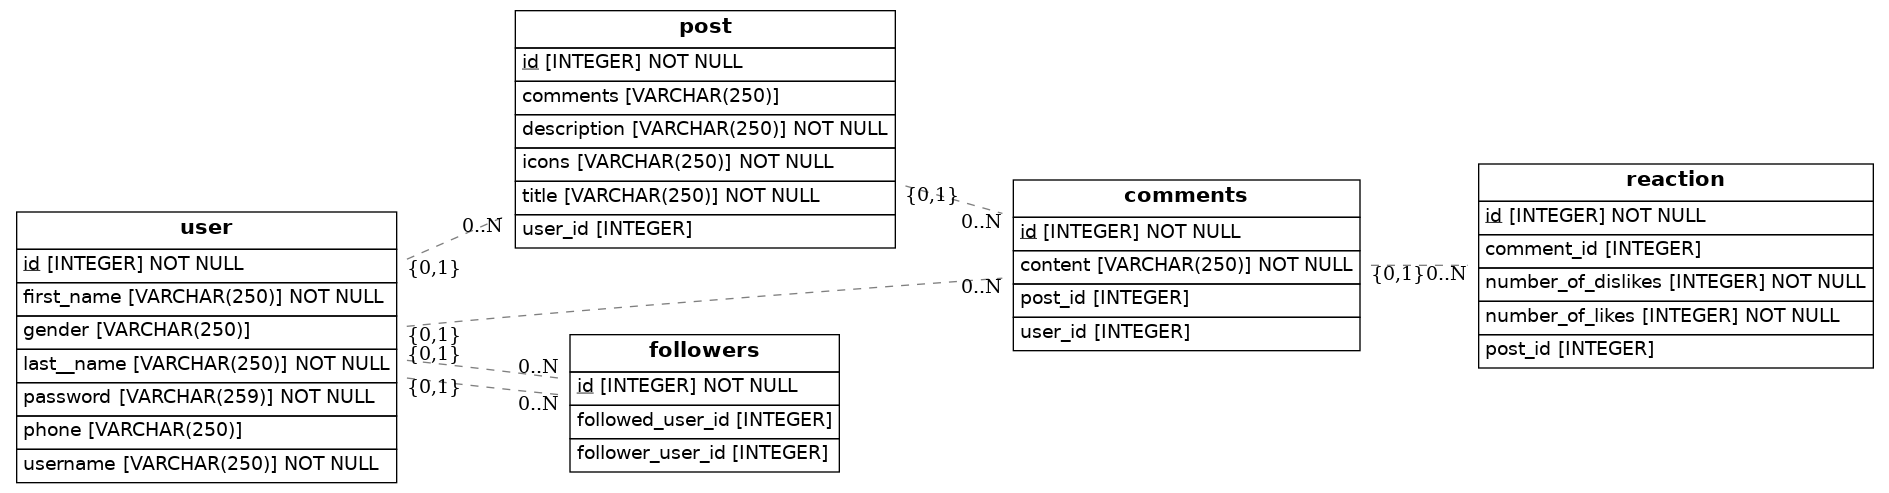 post
id [INTEGER] NOT NULL
comments [VARCHAR(250)]
description [VARCHAR(250)] NOT NULL
icons [VARCHAR(250)] NOT NULL
title [VARCHAR(250)] NOT NULL
user_id [INTEGER]
user
id [INTEGER] NOT NULL
first_name [VARCHAR(250)] NOT NULL
gender [VARCHAR(250)]
last__name [VARCHAR(250)] NOT NULL
password [VARCHAR(259)] NOT NULL
phone [VARCHAR(250)]
username [VARCHAR(250)] NOT NULL
0..N
{0,1}
{0,1}
{0,1}
{0,1}
0..N
0..N
followers
id [INTEGER] NOT NULL
followed_user_id [INTEGER]
follower_user_id [INTEGER]
{0,1}
0..N
0..N
comments
id [INTEGER] NOT NULL
content [VARCHAR(250)] NOT NULL
post_id [INTEGER]
user_id [INTEGER]
{0,1}
0..N
reaction
id [INTEGER] NOT NULL
comment_id [INTEGER]
number_of_dislikes [INTEGER] NOT NULL
number_of_likes [INTEGER] NOT NULL
post_id [INTEGER]